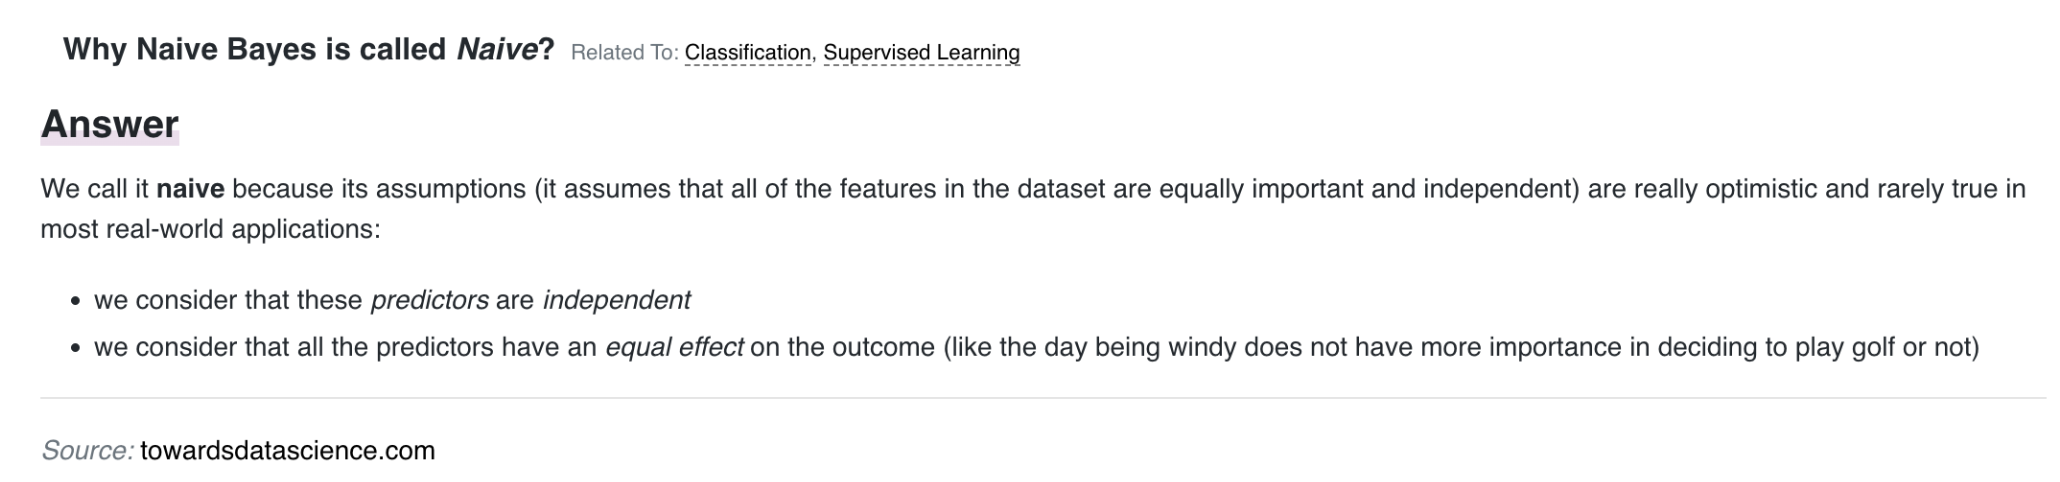 Why Naive Bayes is called Naive? Related To: Classification, Supervised Learning
Answer
We call it naive because its assumptions (it assumes that all of the features in the dataset are equally important and independent) are really optimistic and rarely true in
most real-world applications:
• we consider that these predictors are independent
• we consider that all the predictors have an equal effect on the outcome (like the day being windy does not have more importance in deciding to play golf or not)
Source: towardsdatascience.com